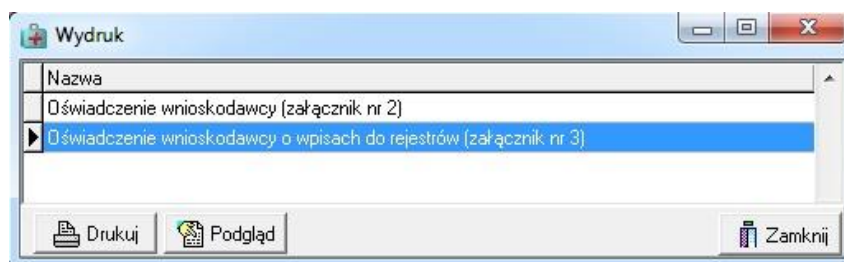 Wydruk
Nazwa
Oświadczenie wnioskodawcy (załącznik nr 2)
Oświadczenie wnioskodawcy o wpisach do rejestrów (załącznik nr 3)
Drukuj Podgląd Zamknij